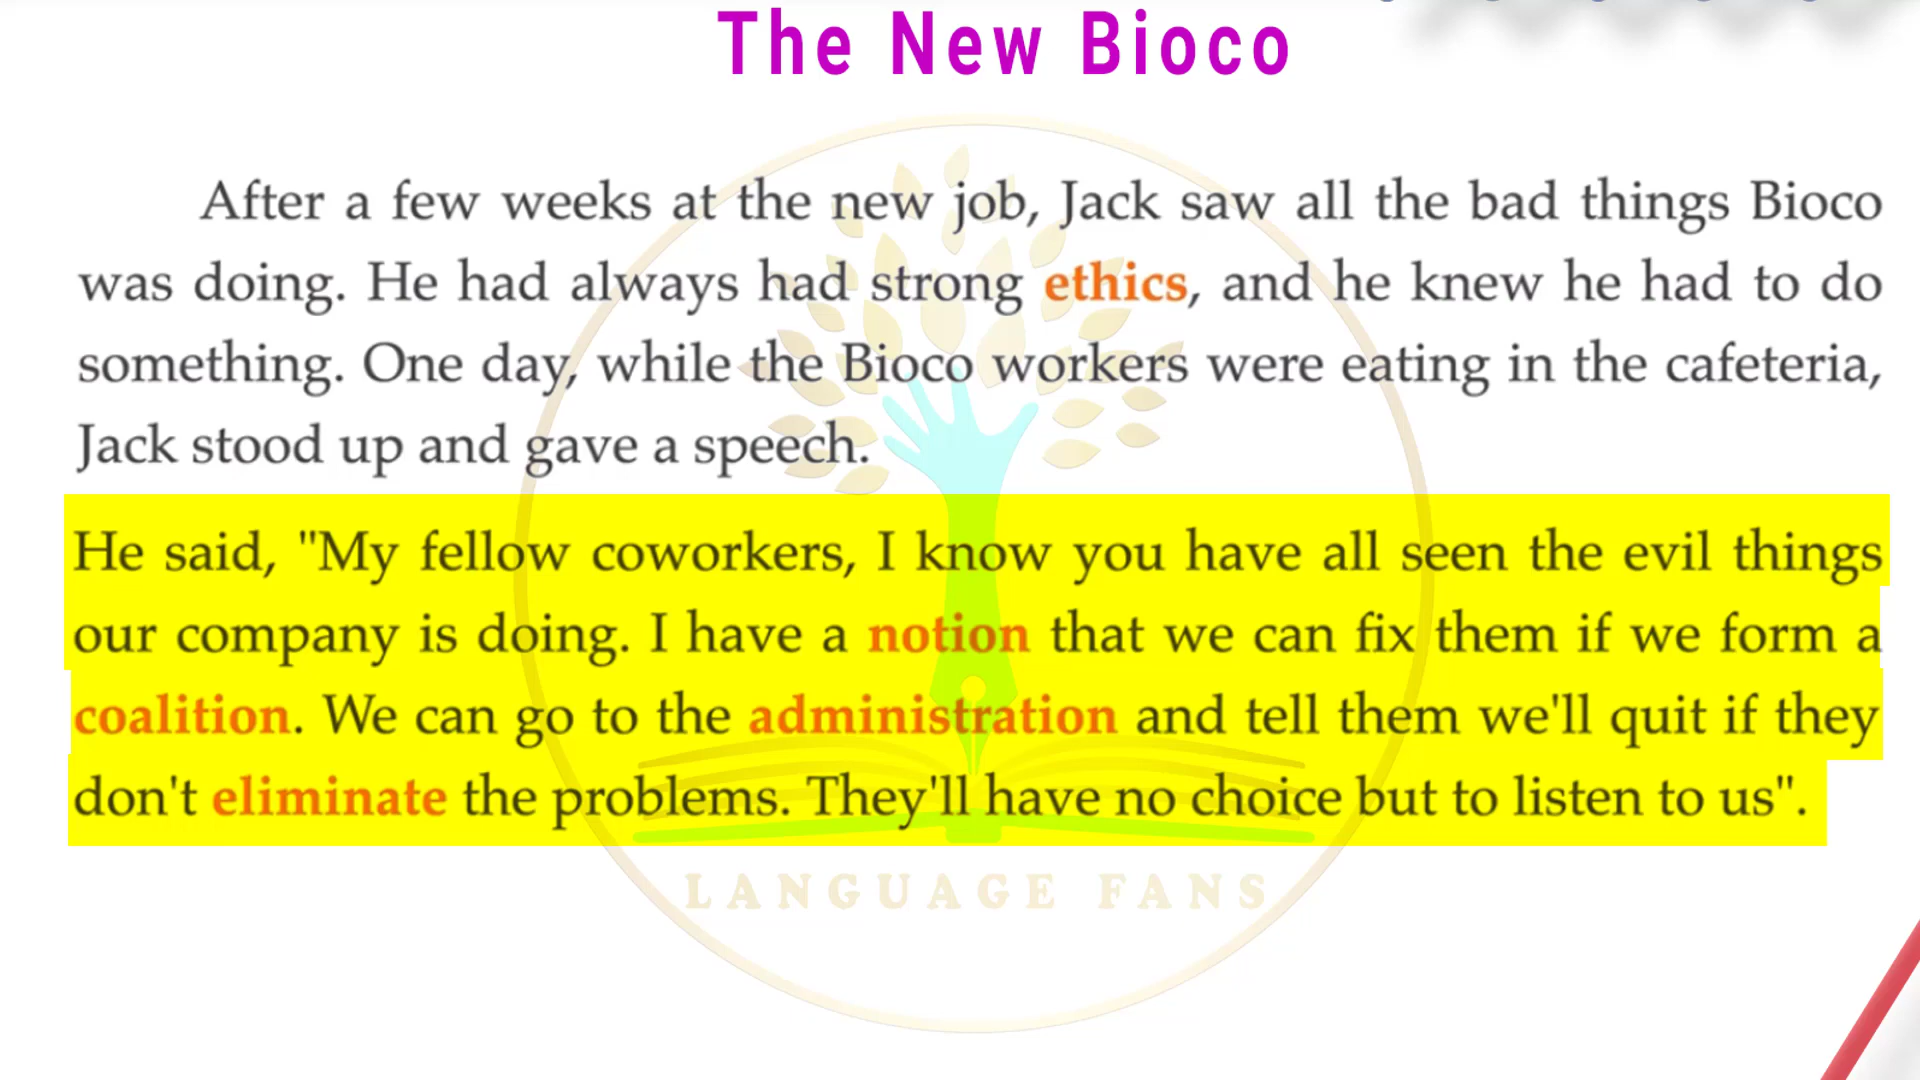 The New Bioco
After a few weeks at the new job, Jack saw all the bad things Bioco
was doing. He had always had strong ethics, and he knew he had to do
something. One day, while the Bioco workers were eating in the cafeteria,
Jack stood up and gave a speech.
He said, "My fellow coworkers, I know you have all seen the evil things
our company is doing. I have a notion that we can fix them if we form a
coalition. We can go to the administration and tell them we'll quit if they
don't eliminate the problems. They'll have no choice but to listen to us".
LANGUAGE FANS